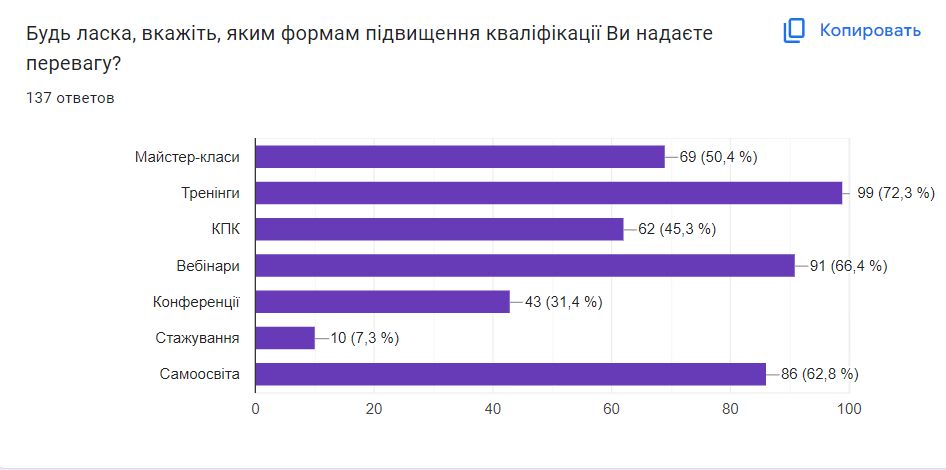 Будь ласка, вкажіть, яким формам підвищення кваліфікації Ви надаєте
перевагу?
Копировать
137 ответов
Майстер-класи 69 (50,4 %)
Тренінги 99 (72,3 %)
КПК 62 (45,3 %)
Вебінари 91 (66,4 %)
Конференції 43 (31,4 %)
Стажування 10 (7,3 %)
Самоосвіта 86 (62,8 %)
0 20 40 60 80 100